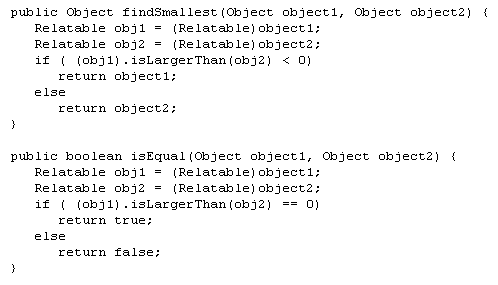 public Object findSmallest(Object object1, Object object2) {
   Relatable obj1 = (Relatable)object1;
   Relatable obj2 = (Relatable)object2;
   if ( (obj1).isLargerThan(obj2) < 0)
      return object1;
   else
      return object2;
}

public boolean isEqual(Object object1, Object object2) {
   Relatable obj1 = (Relatable)object1;
   Relatable obj2 = (Relatable)object2;
   if ( (obj1).isLargerThan(obj2) == 0)
      return true;
   else
      return false;
}